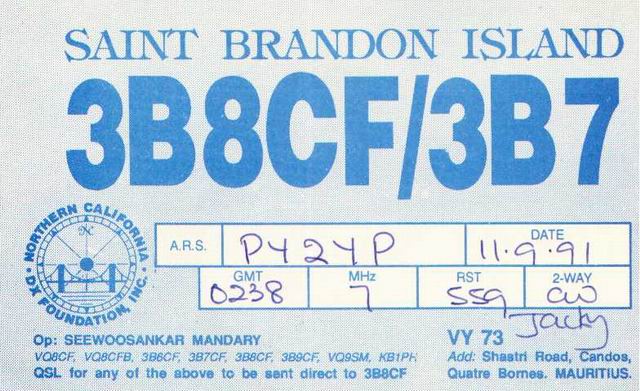 SAINT BRANDON ISLAND
3B8CF/3B7
NORTHERN CALIFORNIA
DX FOUNDATION, INC.
A.R.S. PY2YP DATE 11.9.91
GMT 0238 MHz 7 RST 559 2-WAY CW
Jacky
Op: SEEWOOSANKAR MANDARY
VQ8CF, VQ8CFB, 3B6CF, 3B7CF, 3B8CF, 3B9CF, VQ9SM, KB1PH
QSL for any of the above to be sent direct to 3B8CF
VY 73
Add: Shastri Road, Candos,
Quatre Bornes. MAURITIUS.